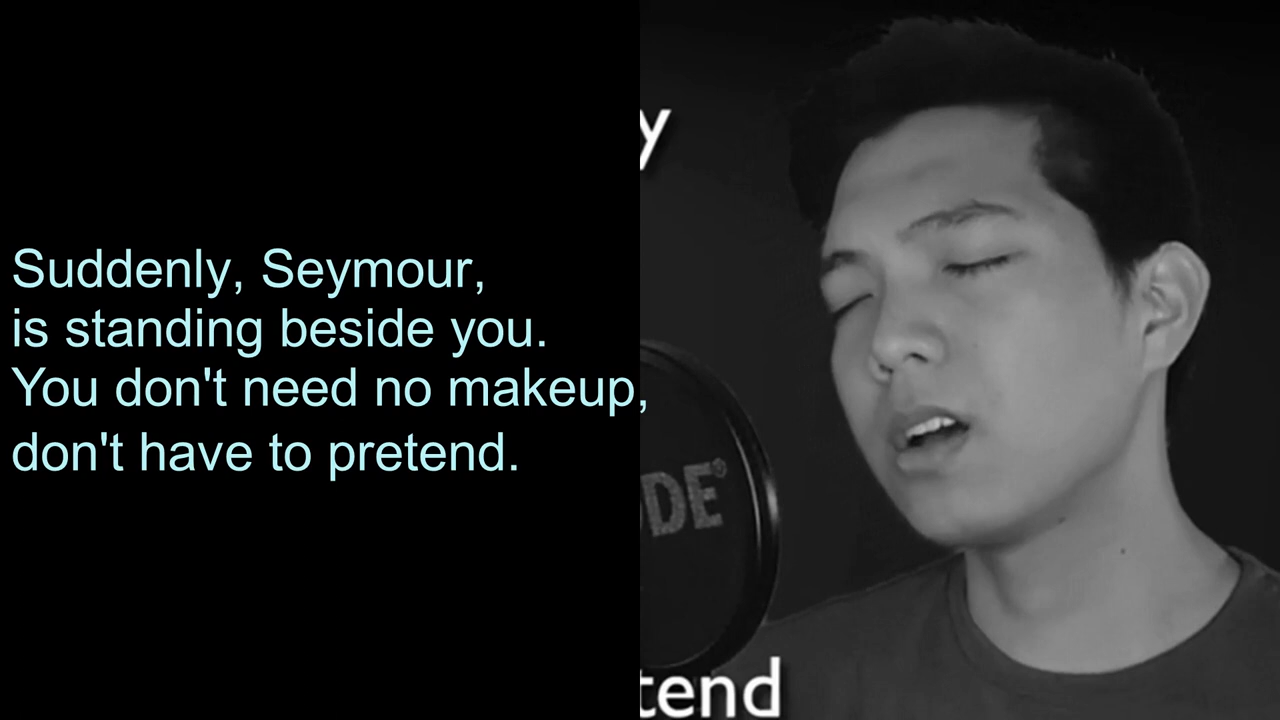 Suddenly, Seymour,
is standing beside you.
You don't need no makeup,
don't have to pretend.
y
DE®
tend